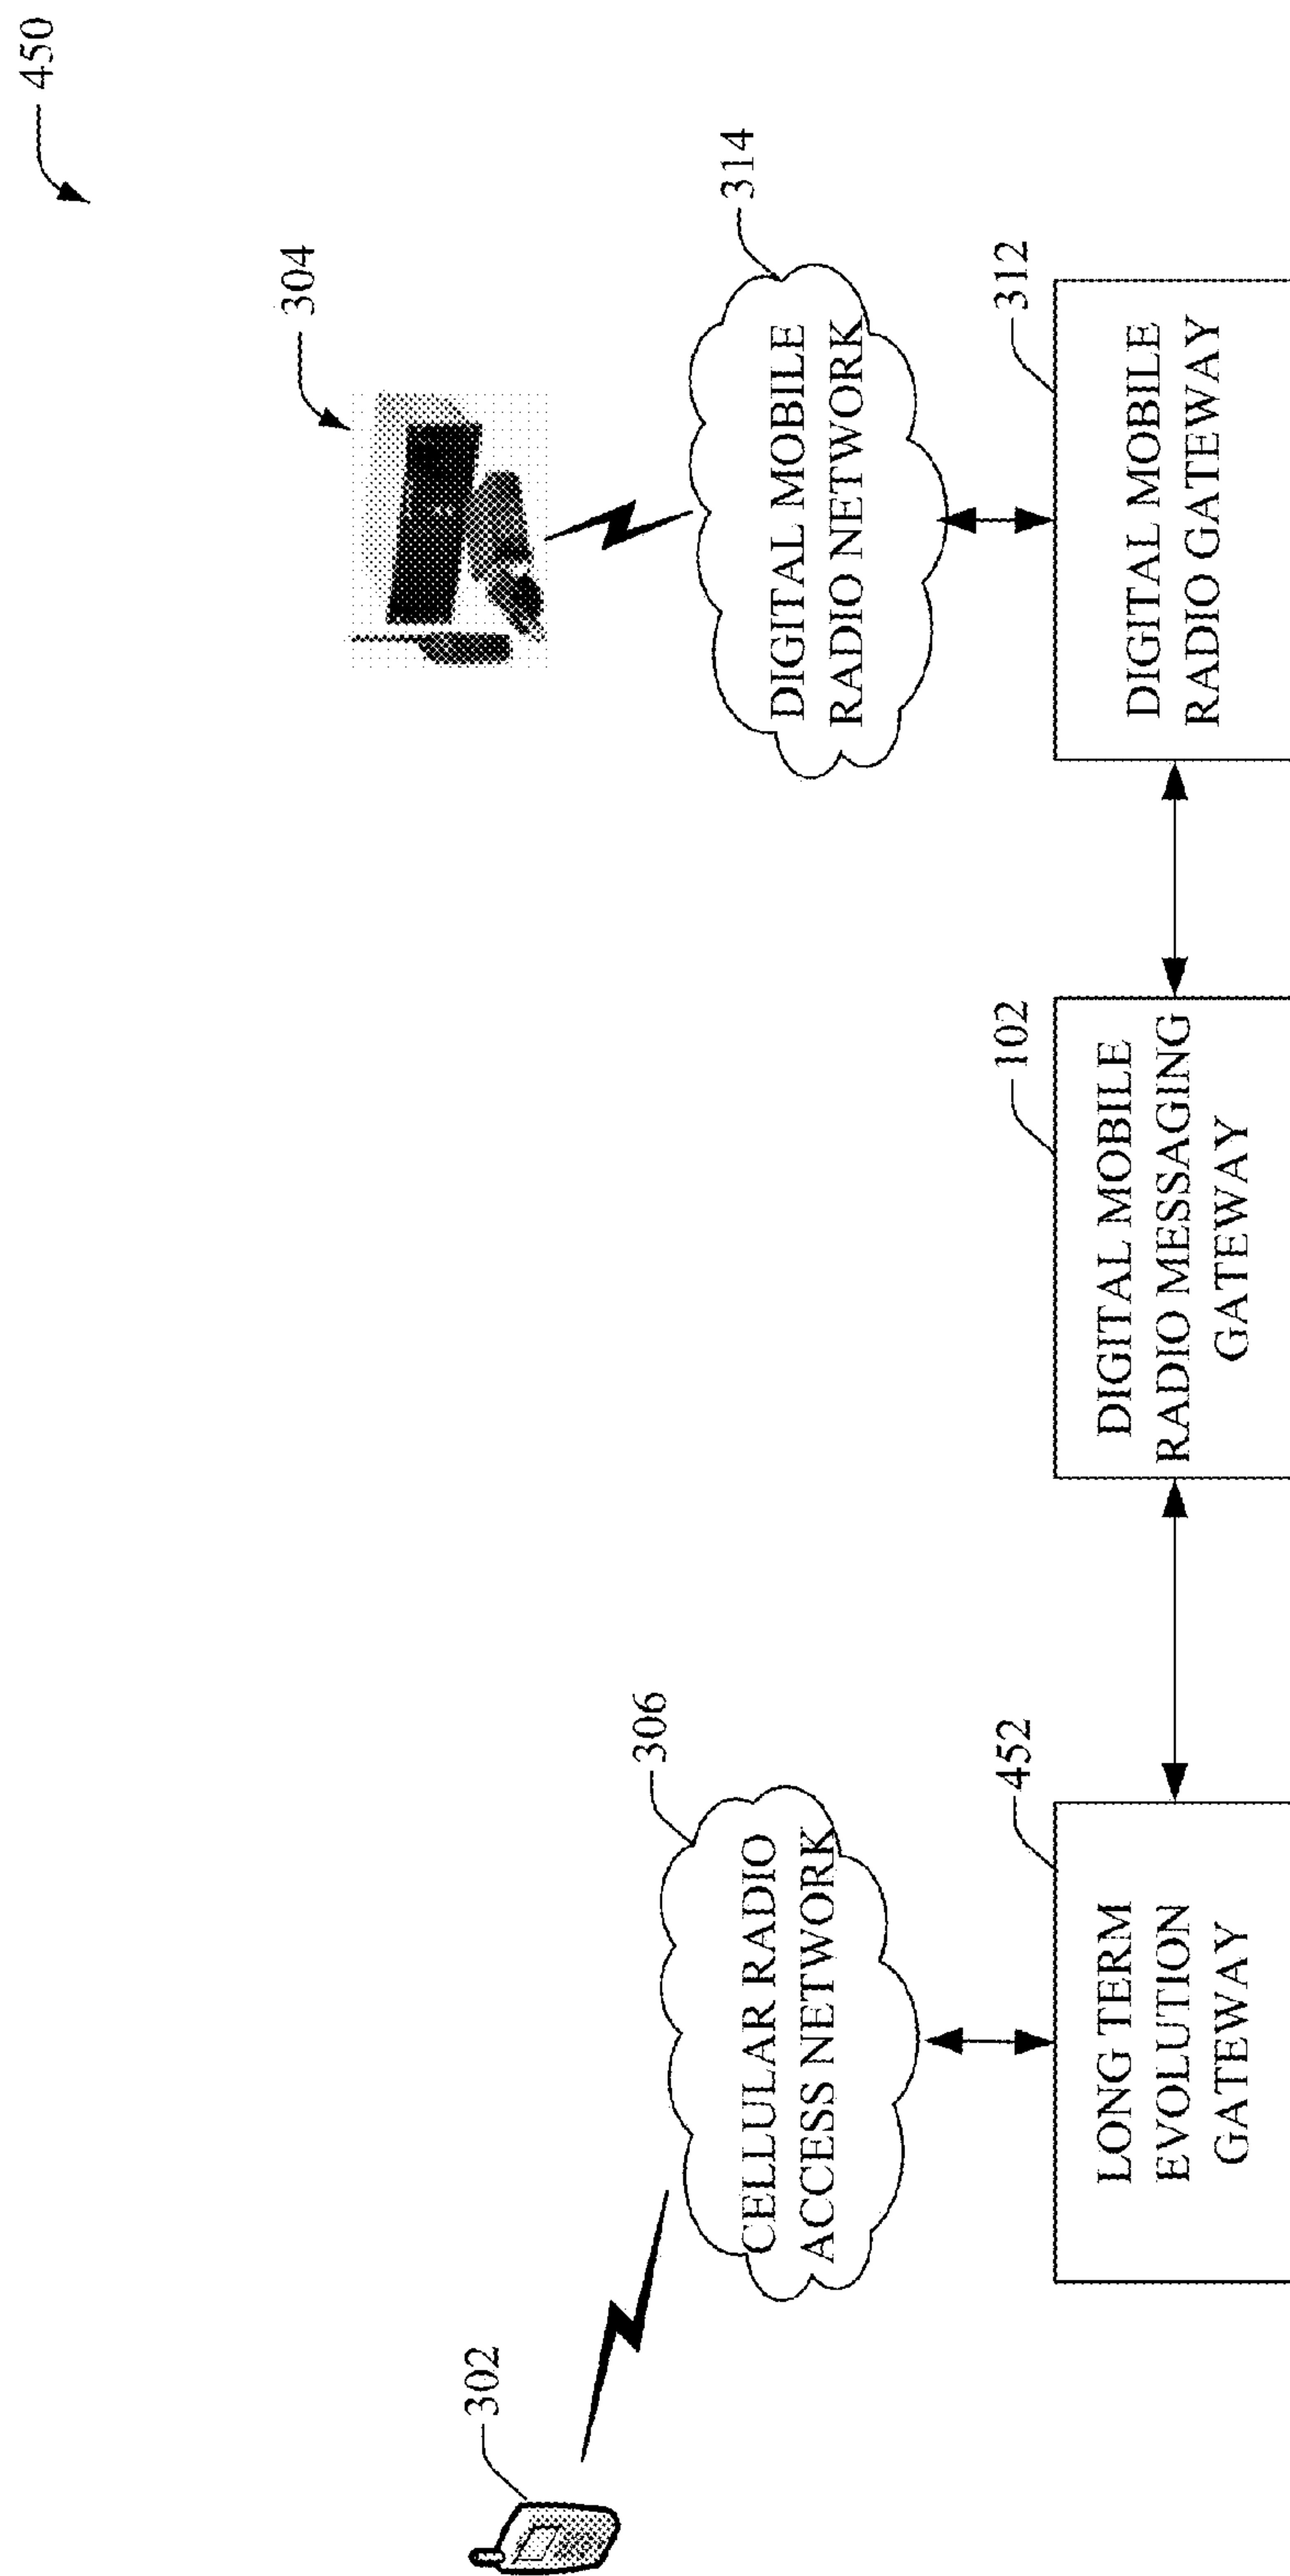 450
304
314
DIGITAL MOBILE
RADIO NETWORK
302
306
CELLULAR RADIO
ACCESS NETWORK
452
LONG TERM
EVOLUTION
GATEWAY
102
DIGITAL MOBILE
RADIO MESSAGING
GATEWAY
312
DIGITAL MOBILE
RADIO GATEWAY